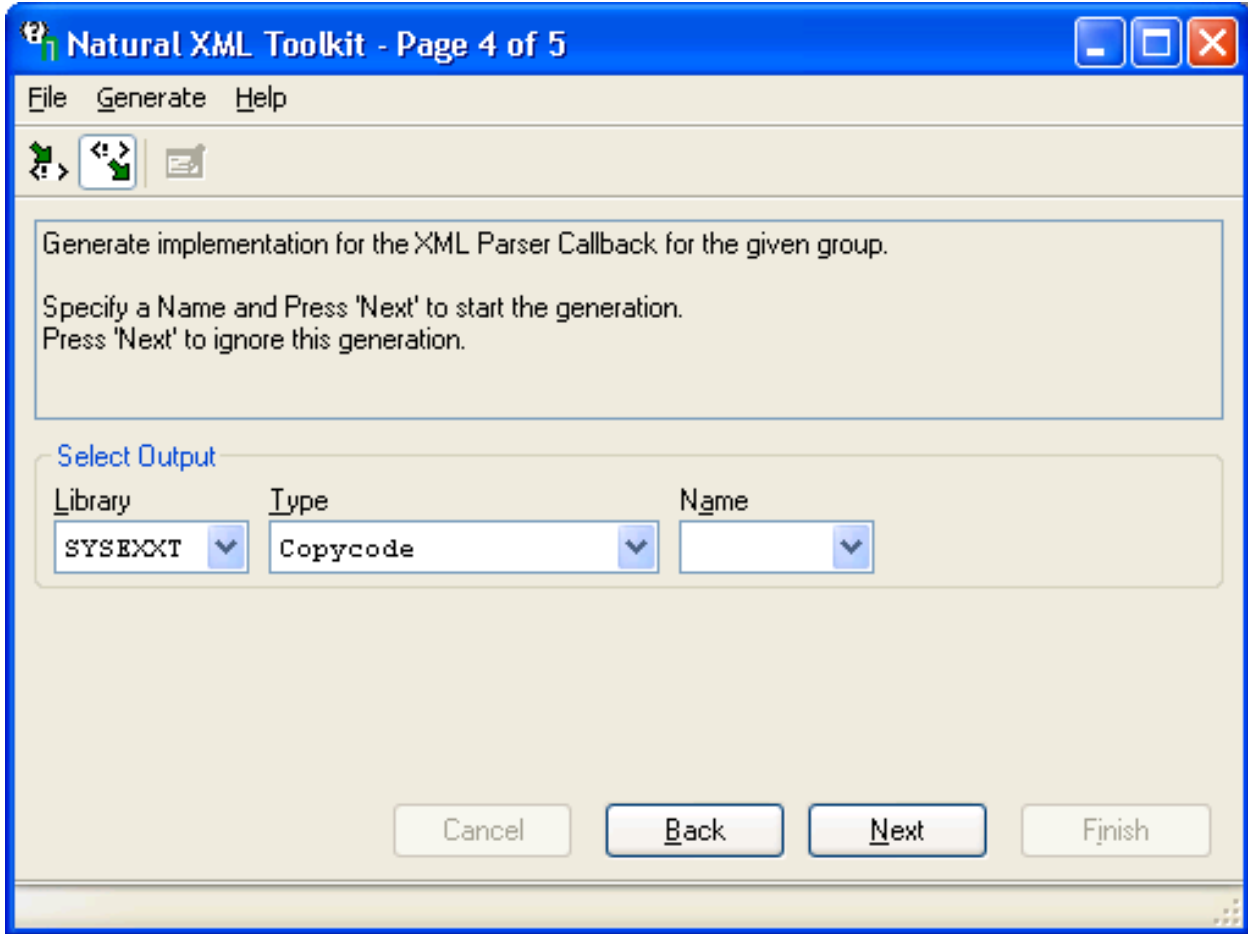 Natural XML Toolkit - Page 4 of 5
File Generate Help
Generate implementation for the XML Parser Callback for the given group.
Specify a Name and Press 'Next' to start the generation.
Press 'Next' to ignore this generation.
Select Output
Library Type Name
SYSEXXT Copycode
Cancel Back Next Finish